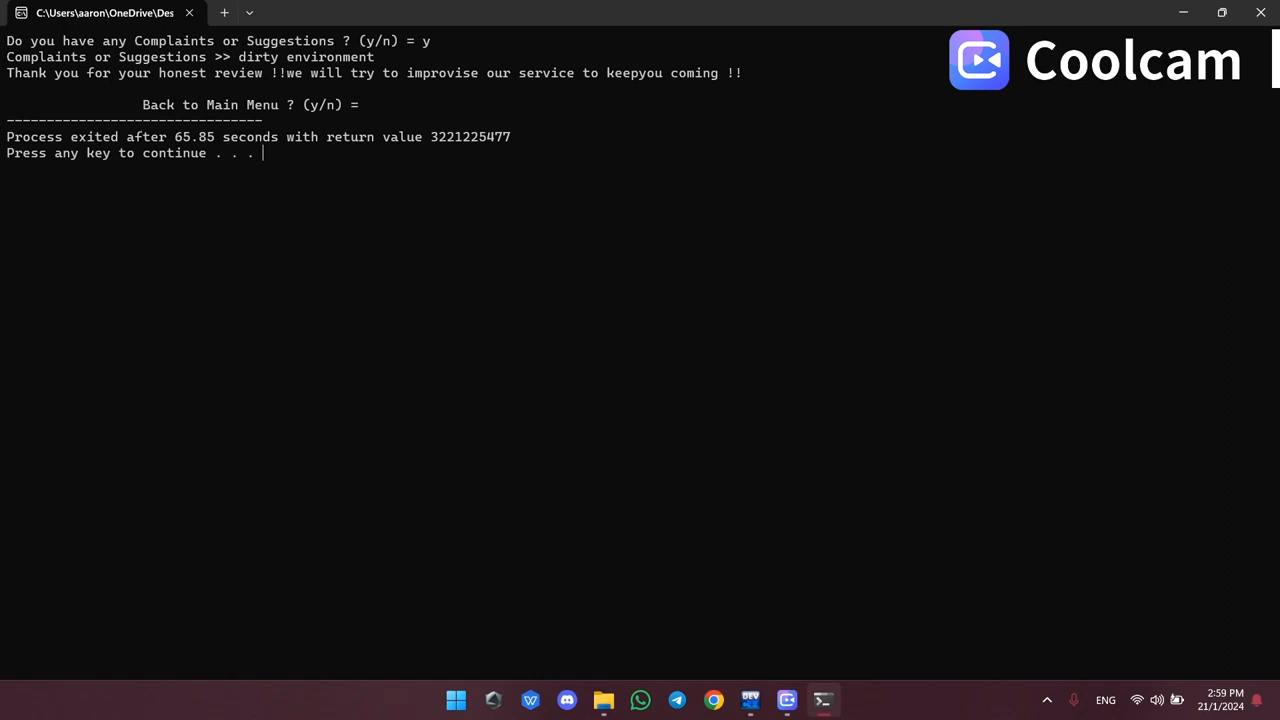 C:\Users\aaron\OneDrive\Des
Do you have any Complaints or Suggestions ? (y/n) = y
Complaints or Suggestions >> dirty environment
Thank you for your honest review !!we will try to improvise our service to keepyou coming !!
Back to Main Menu ? (y/n) =
--------------------------------
Process exited after 65.85 seconds with return value 3221225477
Press any key to continue . . .
Coolcam
DEV
ENG
2:59 PM
21/1/2024